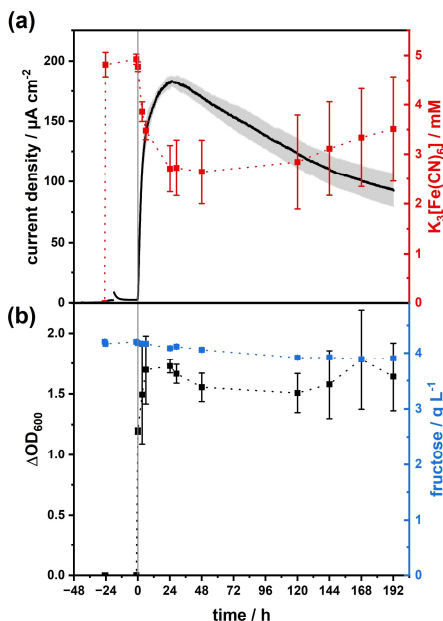 (a)
200
150
100
50
0
current density / µA cm-2
5
4
3
2
1
0
K3[Fe(CN)6] / mM
(b)
2.0
1.5
1.0
0.5
0.0
ΔOD600
5
4
3
2
1
0
fructose / g L-1
-48 -24 0 24 48 72 96 120 144 168 192
time / h